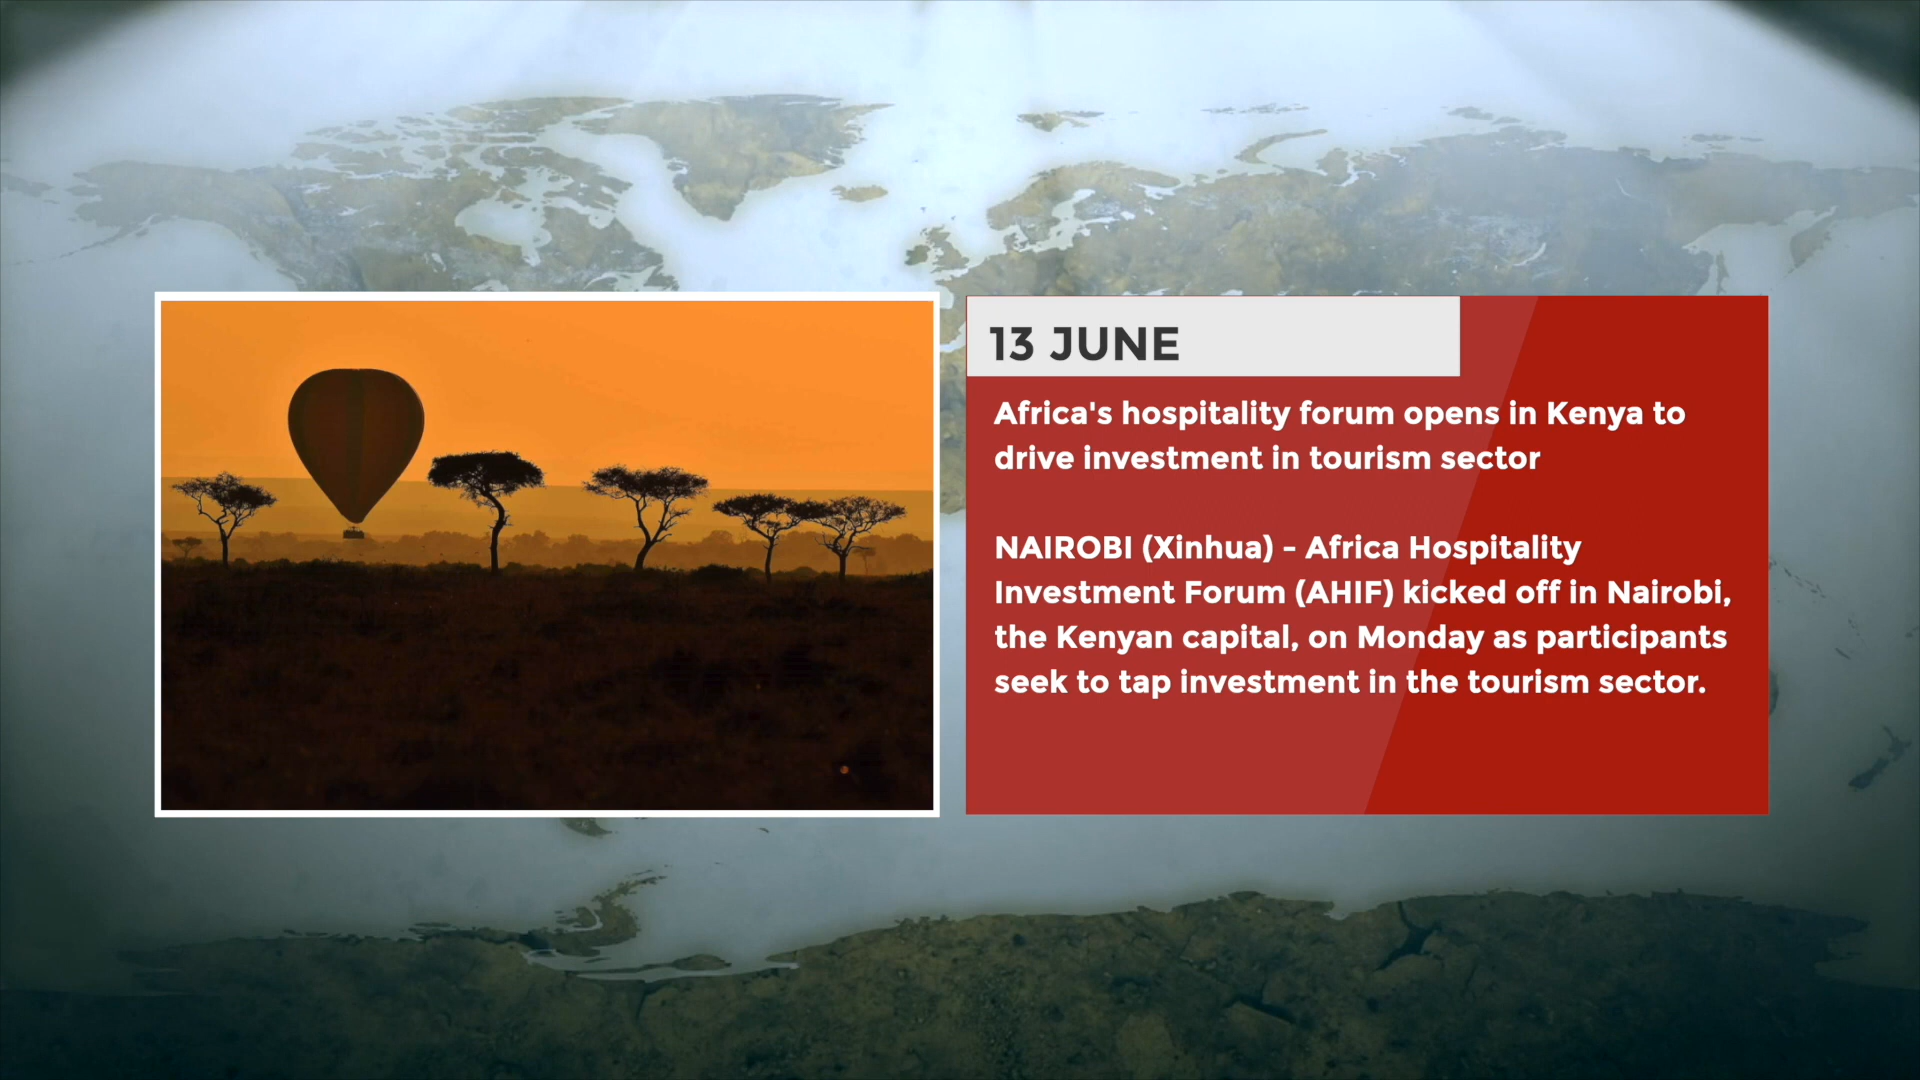 13 JUNE
Africa's hospitality forum opens in Kenya to
drive investment in tourism sector
NAIROBI (Xinhua) - Africa Hospitality
Investment Forum (AHIF) kicked off in Nairobi,
the Kenyan capital, on Monday as participants
seek to tap investment in the tourism sector.